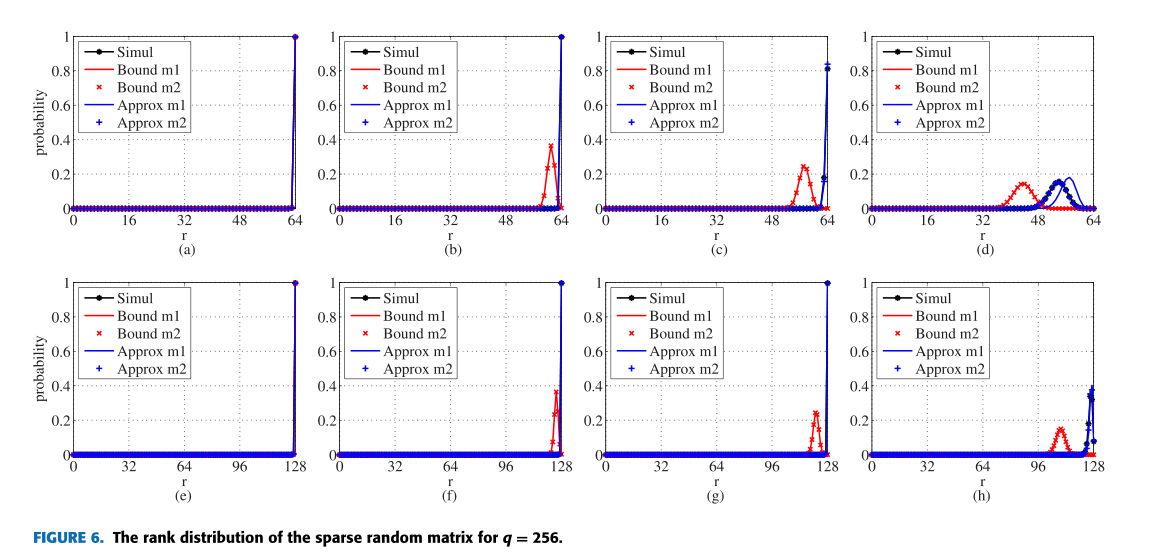 1
0.8
0.6
0.4
0.2
0
probability
Simul
Bound m1
Bound m2
Approx m1
Approx m2
0 16 32 48 64
r
(a)
1
0.8
0.6
0.4
0.2
0
Simul
Bound m1
Bound m2
Approx m1
Approx m2
0 16 32 48 64
r
(b)
1
0.8
0.6
0.4
0.2
0
Simul
Bound m1
Bound m2
Approx m1
Approx m2
0 16 32 48 64
r
(c)
1
0.8
0.6
0.4
0.2
0
Simul
Bound m1
Bound m2
Approx m1
Approx m2
0 16 32 48 64
r
(d)
1
0.8
0.6
0.4
0.2
0
probability
Simul
Bound m1
Bound m2
Approx m1
Approx m2
0 32 64 96 128
r
(e)
1
0.8
0.6
0.4
0.2
0
Simul
Bound m1
Bound m2
Approx m1
Approx m2
0 32 64 96 128
r
(f)
1
0.8
0.6
0.4
0.2
0
Simul
Bound m1
Bound m2
Approx m1
Approx m2
0 32 64 96 128
r
(g)
1
0.8
0.6
0.4
0.2
0
Simul
Bound m1
Bound m2
Approx m1
Approx m2
0 32 64 96 128
r
(h)
FIGURE 6. The rank distribution of the sparse random matrix for q = 256.